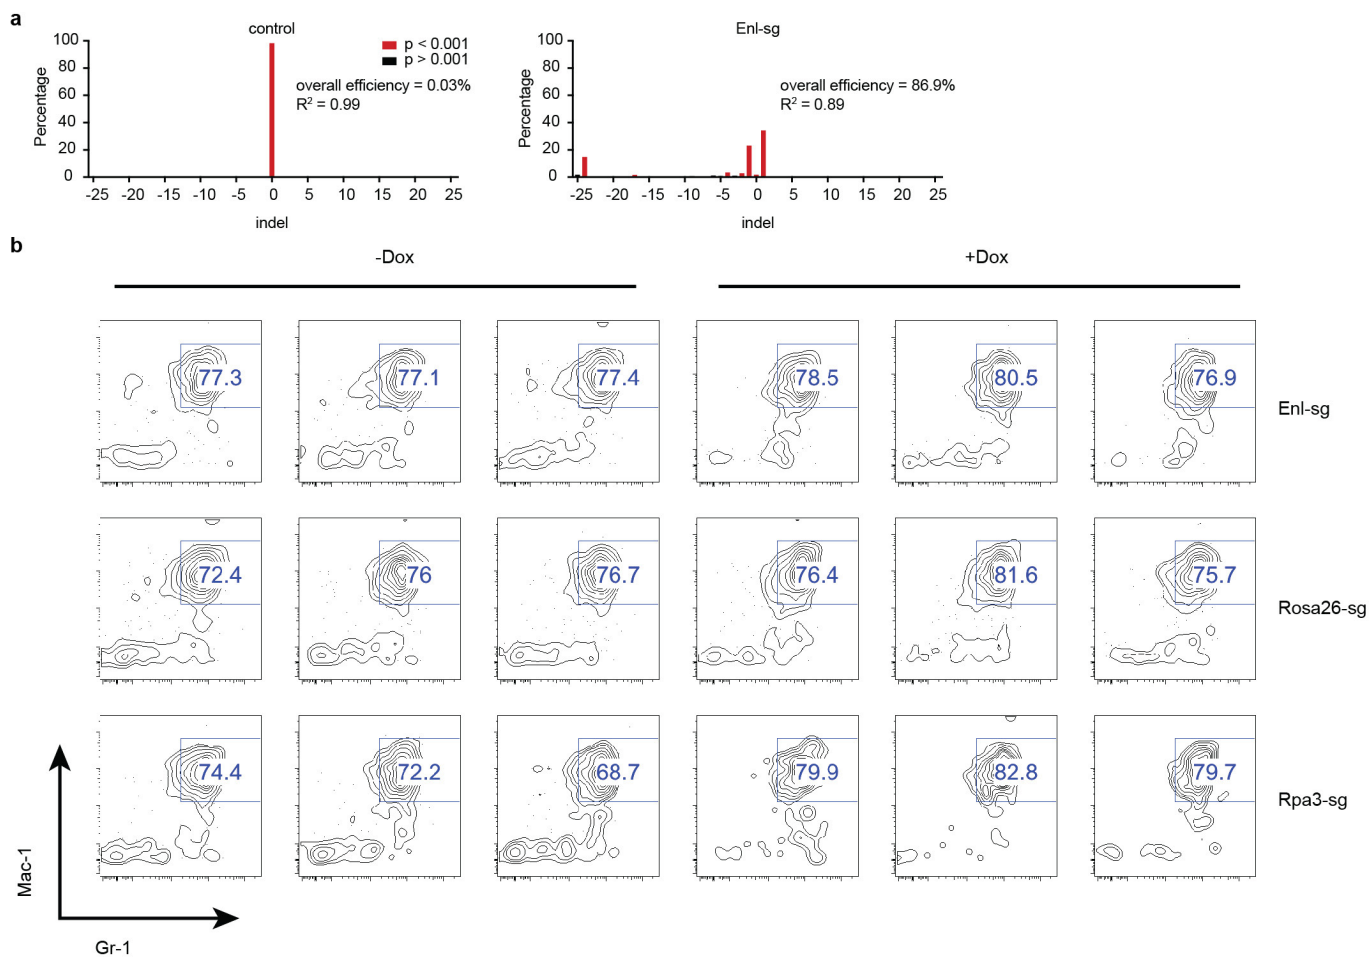 a
control
Enl-sg
p < 0.001
p > 0.001
overall efficiency = 0.03%
R² = 0.99
overall efficiency = 86.9%
R² = 0.89
Percentage
100
80
60
40
20
0
-25 -20 -15 -10 -5 0 5 10 15 20 25
indel
Percentage
100
80
60
40
20
0
-25 -20 -15 -10 -5 0 5 10 15 20 25
indel
b
-Dox
+Dox
77.3 77.1 77.4 78.5 80.5 76.9
Enl-sg
72.4 76 76.7 76.4 81.6 75.7
Rosa26-sg
74.4 72.2 68.7 79.9 82.8 79.7
Rpa3-sg
Mac-1
Gr-1